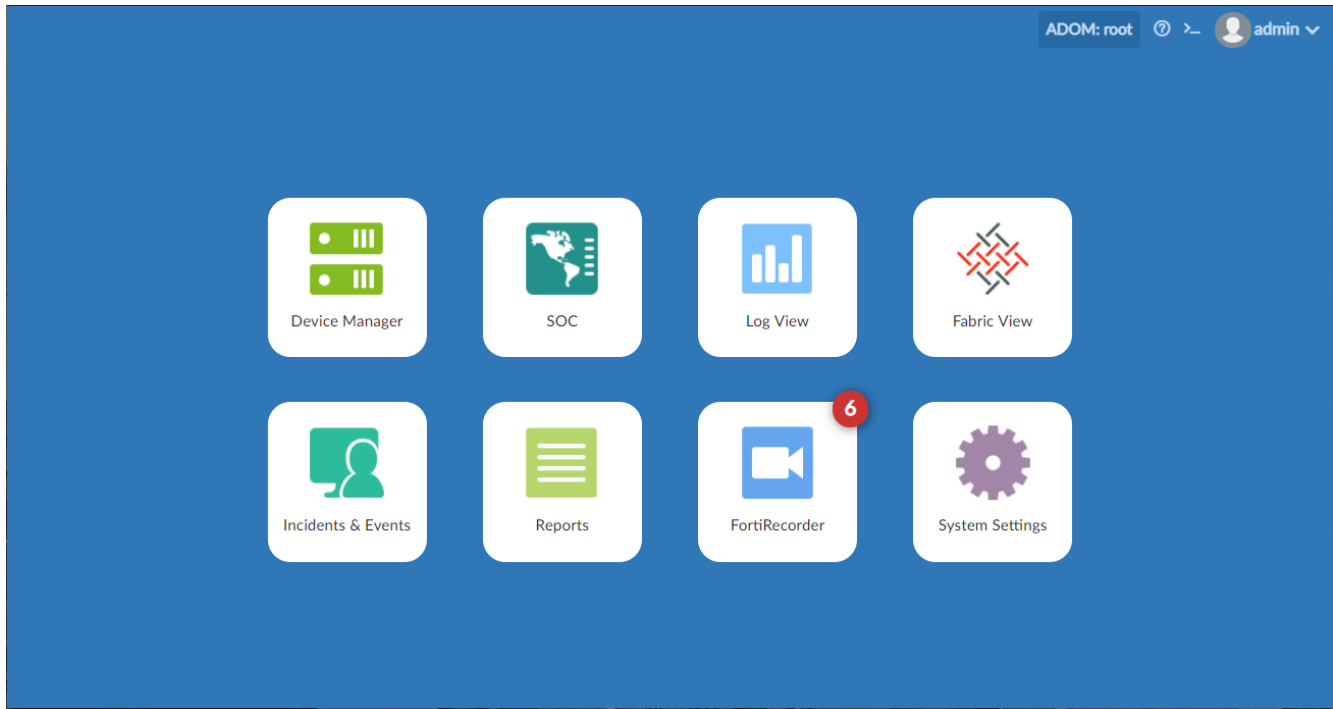 ADOM: root
admin
Device Manager
SOC
Log View
Fabric View
6
Incidents & Events
Reports
FortiRecorder
System Settings